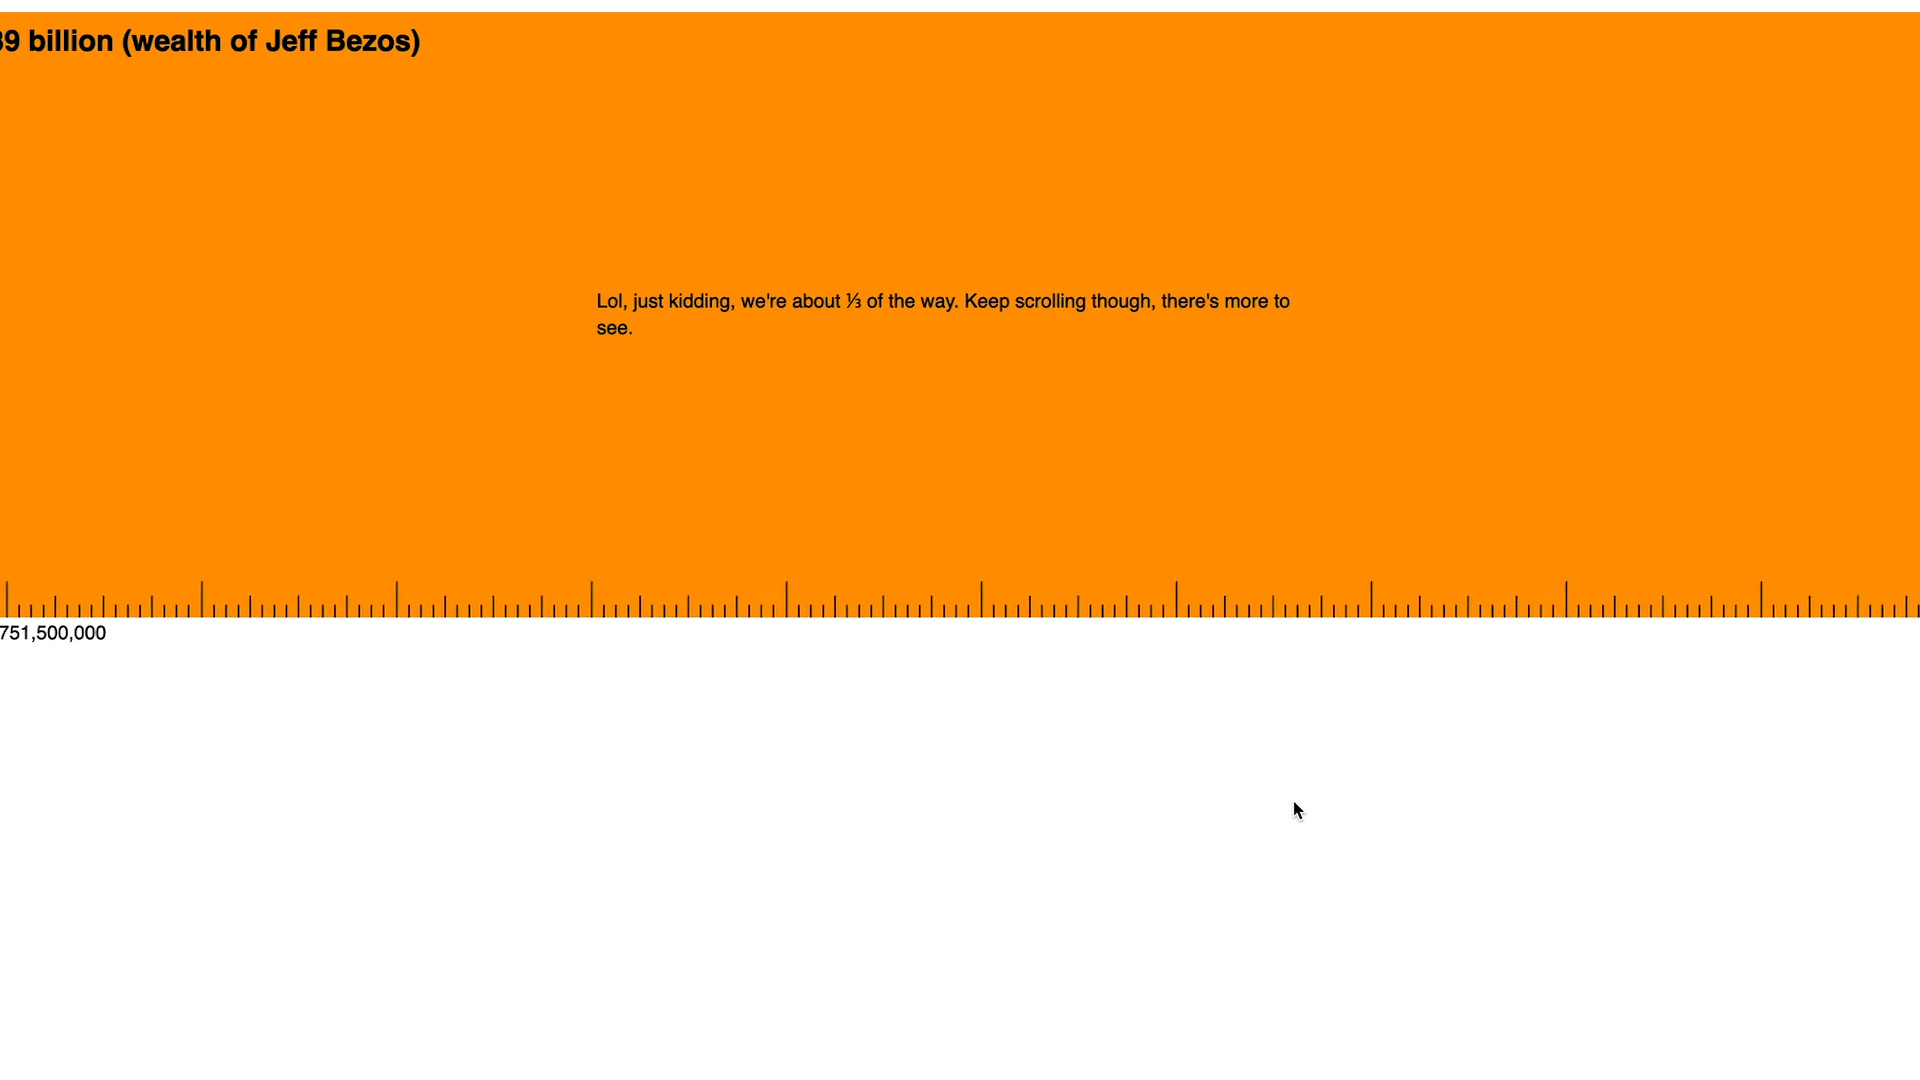 39 billion (wealth of Jeff Bezos)
Lol, just kidding, we're about ⅓ of the way. Keep scrolling though, there's more to
see.
751,500,000